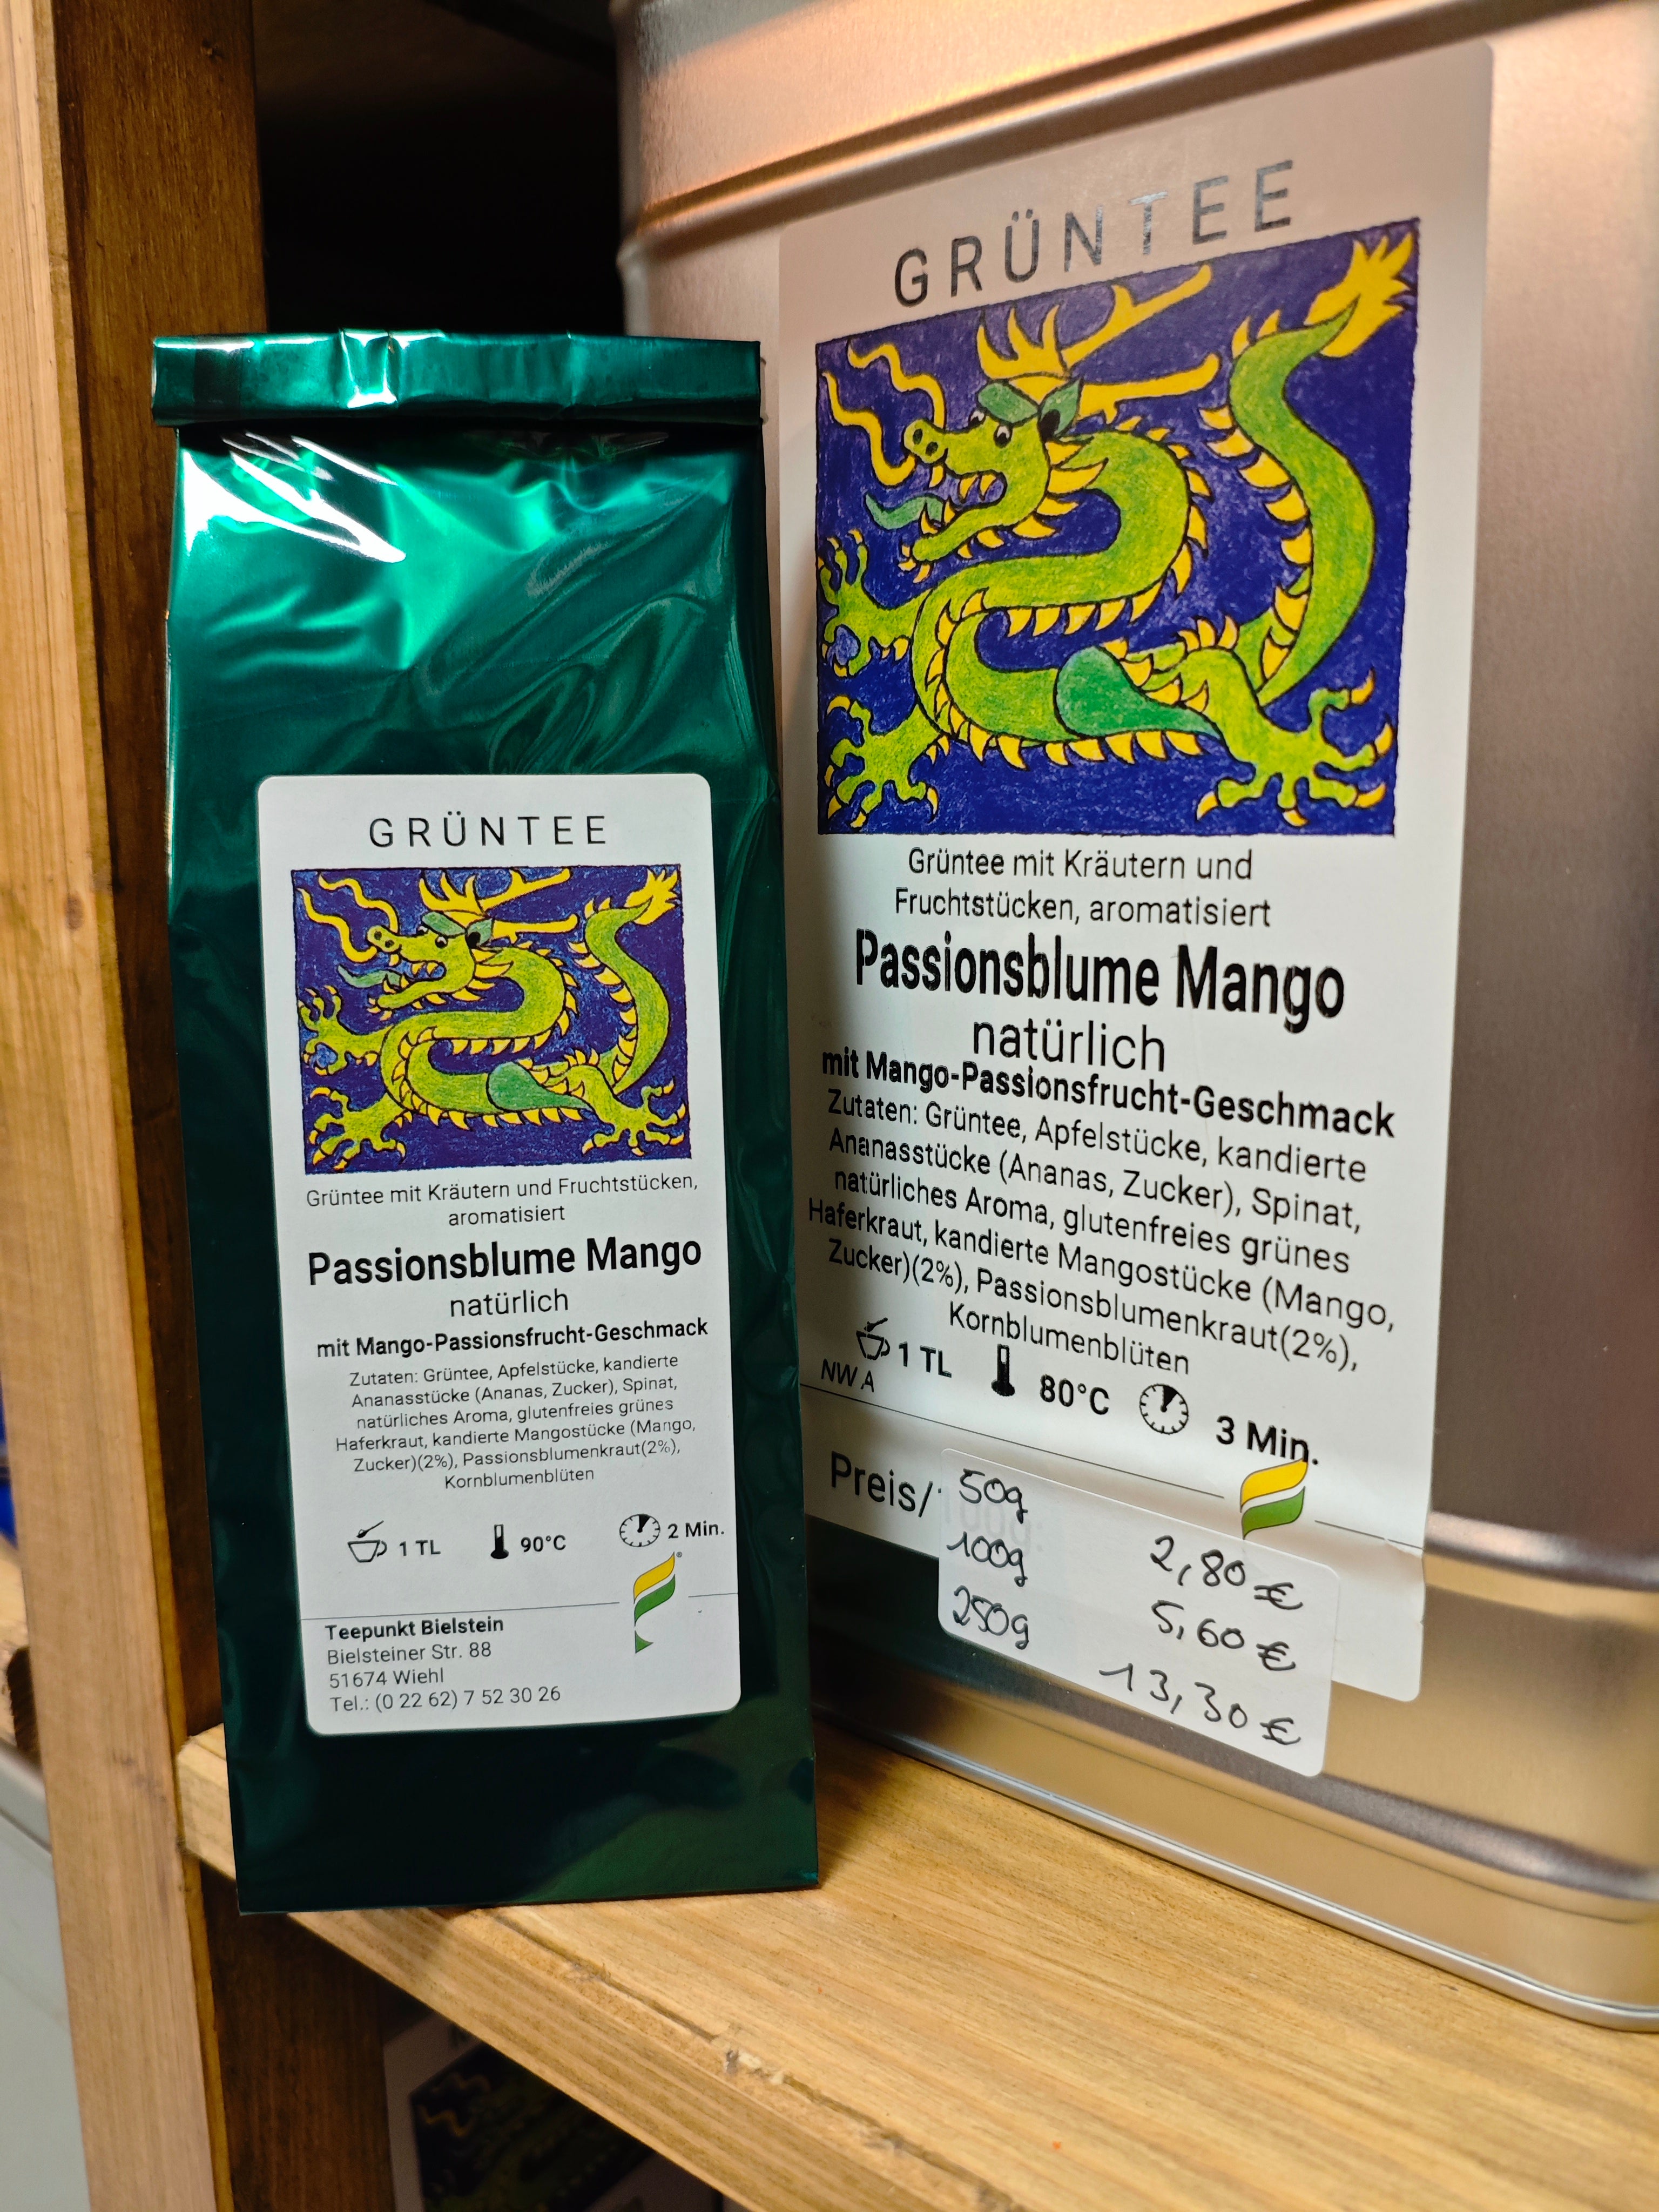 GRÜNTEE
Grüntee mit Kräutern und Fruchtstücken,
aromatisiert
Passionsblume Mango
natürlich
mit Mango-Passionsfrucht-Geschmack
Zutaten: Grüntee, Apfelstücke, kandierte
Ananasstücke (Ananas, Zucker), Spinat,
natürliches Aroma, glutenfreies grünes
Haferkraut, kandierte Mangostücke (Mango,
Zucker)(2%), Passionsblumenkraut(2%),
Kornblumenblüten
1 TL 90°C 2 Min.
Teepunkt Bielstein
Bielsteiner Str. 88
51674 Wiehl
Tel.: (0 22 62) 7 52 30 26
GRÜNTEE
Grüntee mit Kräutern und
Fruchtstücken, aromatisiert
Passionsblume Mango
natürlich
mit Mango-Passionsfrucht-Geschmack
Zutaten: Grüntee, Apfelstücke, kandierte
Ananasstücke (Ananas, Zucker), Spinat,
natürliches Aroma, glutenfreies grünes
Haferkraut, kandierte Mangostücke (Mango,
Zucker)(2%), Passionsblumenkraut(2%),
Kornblumenblüten
1 TL 80°C 3 Min.
NW A
Preis/
50g 2,80 €
100g 5,60 €
250g 13,30 €